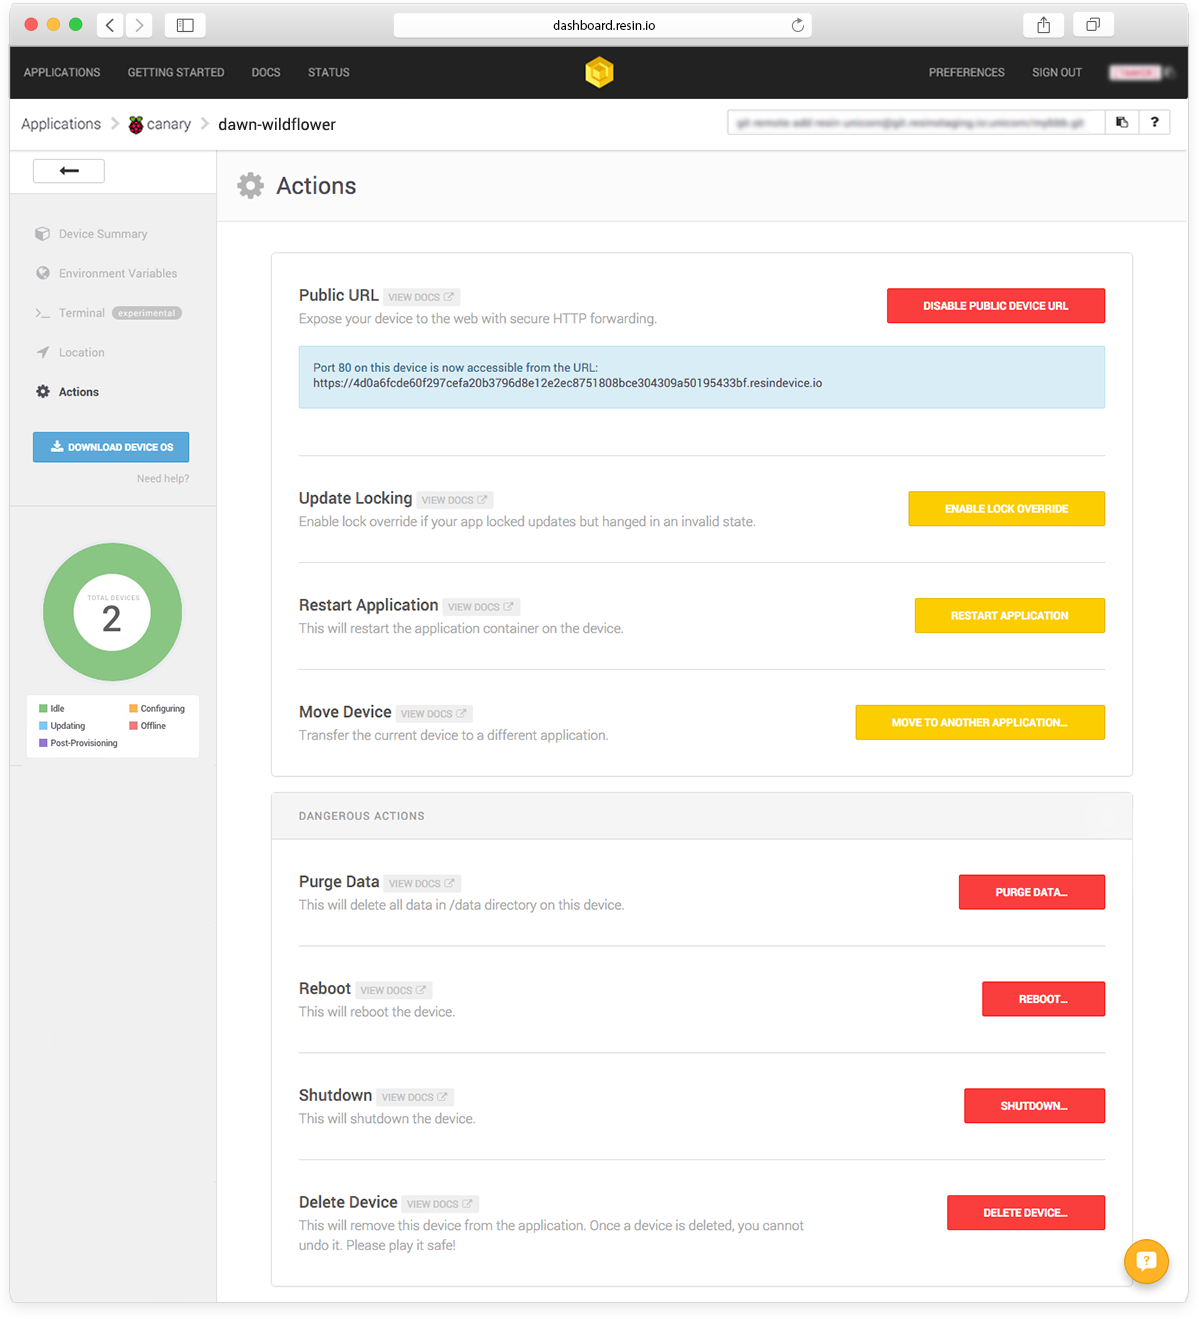 dashboard.resin.io
APPLICATIONS GETTING STARTED DOCS STATUS PREFERENCES SIGN OUT
Applications canary dawn-wildflower ?
Actions
Device Summary
Environment Variables
Terminal experimental
Location
Actions
DOWNLOAD DEVICE OS
Need help?
TOTAL DEVICES
2
Idle Configuring
Updating Offline
Post-Provisioning
Public URL VIEW DOCS
Expose your device to the web with secure HTTP forwarding.
DISABLE PUBLIC DEVICE URL
Port 80 on this device is now accessible from the URL:
https://4d0a6fcde60f297cefa20b3796d8e12e2ec8751808bce304309a50195433bf.resindevice.io
Update Locking VIEW DOCS
Enable lock override if your app locked updates but hanged in an invalid state.
ENABLE LOCK OVERRIDE
Restart Application VIEW DOCS
This will restart the application container on the device.
RESTART APPLICATION
Move Device VIEW DOCS
Transfer the current device to a different application.
MOVE TO ANOTHER APPLICATION...
DANGEROUS ACTIONS
Purge Data VIEW DOCS
This will delete all data in /data directory on this device.
PURGE DATA...
Reboot VIEW DOCS
This will reboot the device.
REBOOT...
Shutdown VIEW DOCS
This will shutdown the device.
SHUTDOWN...
Delete Device VIEW DOCS
This will remove this device from the application. Once a device is deleted, you cannot
undo it. Please play it safe!
DELETE DEVICE...
?